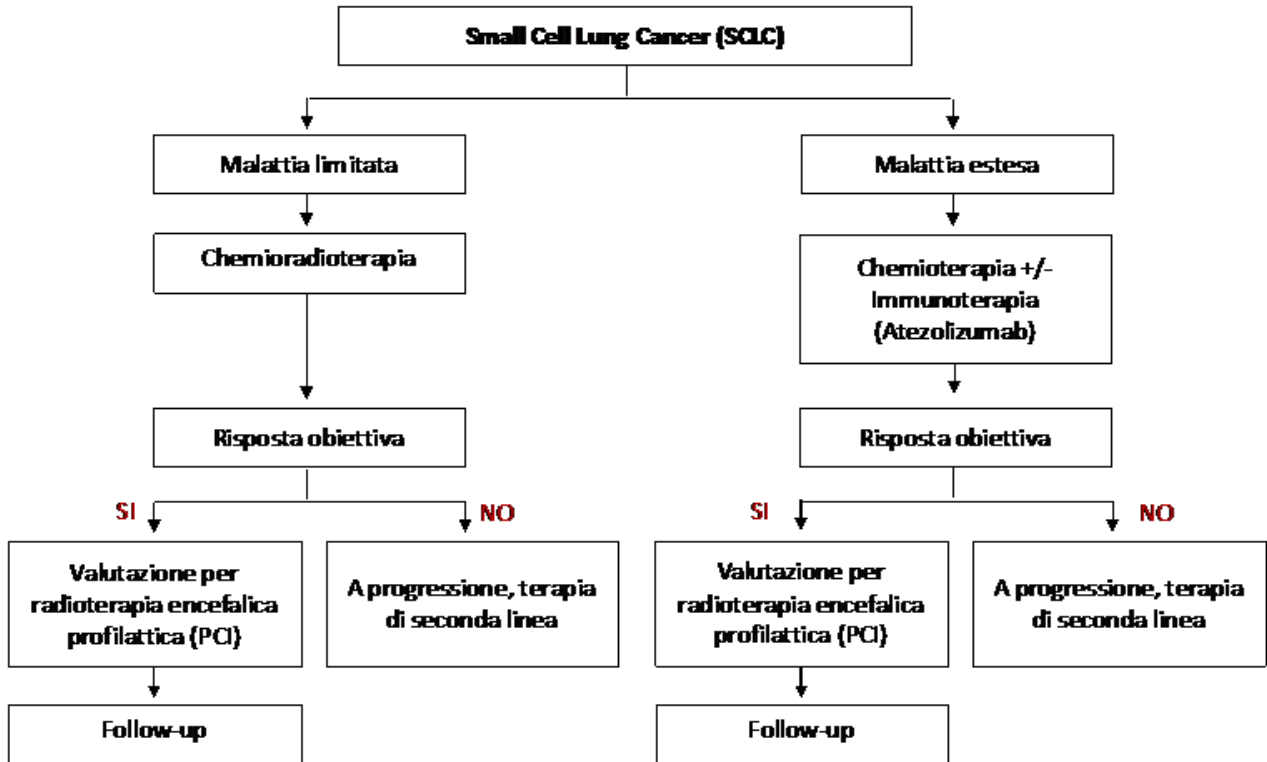 Small Cell Lung Cancer (SCLC)
Malattia limitata
Malattia estesa
Chemioradioterapia
Chemioterapia +/-
Immunoterapia
(Atezolizumab)
Risposta obiettiva
Risposta obiettiva
SI
NO
SI
NO
Valutazione per
radioterapia encefalica
profilattica (PCI)
A progressione, terapia
di seconda linea
Valutazione per
radioterapia encefalica
profilattica (PCI)
A progressione, terapia
di seconda linea
Follow-up
Follow-up